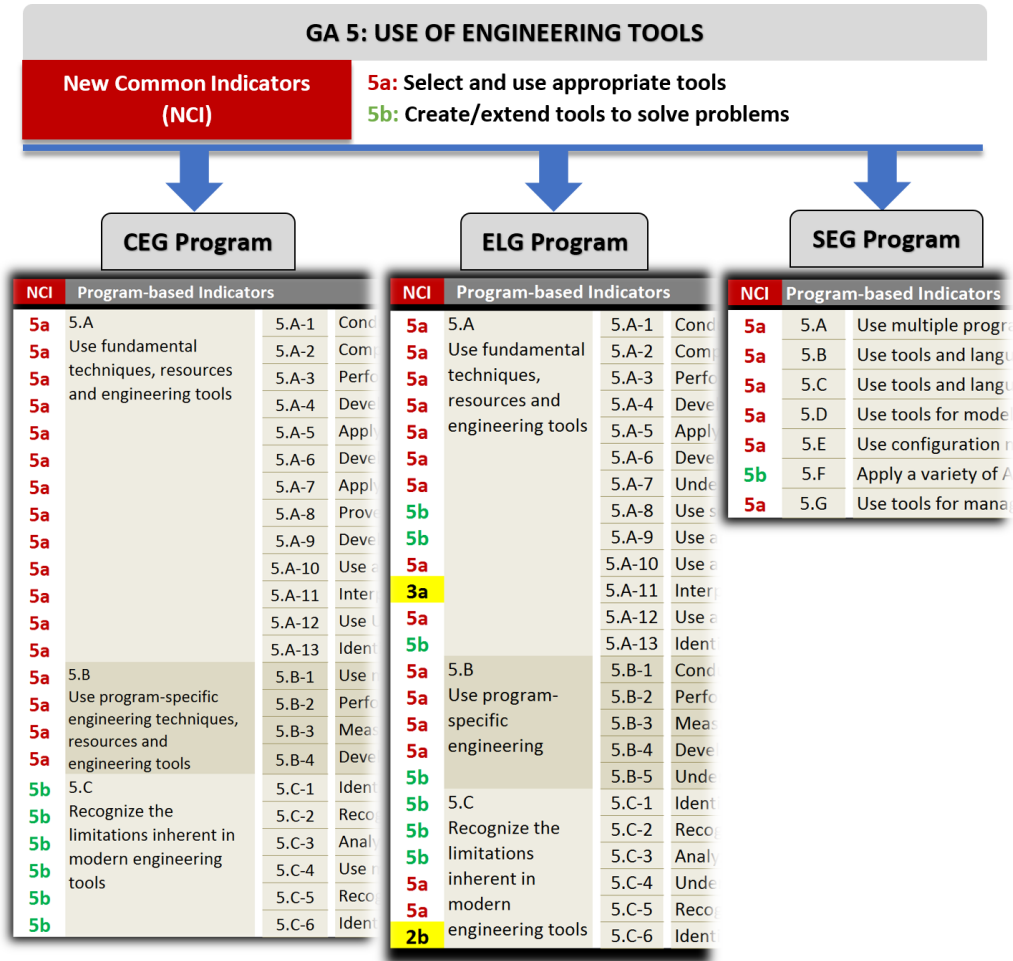 GA 5: USE OF ENGINEERING TOOLS
New Common Indicators
(NCI)
5a: Select and use appropriate tools
5b: Create/extend tools to solve problems
CEG Program
NCI Program-based Indicators
5a 5.A 5.A-1 Cond
5a Use fundamental 5.A-2 Comp
5a techniques, resources 5.A-3 Perfo
5a and engineering tools 5.A-4 Deve
5a 5.A-5 Apply
5a 5.A-6 Deve
5a 5.A-7 Appl
5a 5.A-8 Prove
5a 5.A-9 Deve
5a 5.A-10 Use
5a 5.A-11 Inter
5a 5.A-12 Use
5a 5.A-13 Ident
5a 5.B 5.B-1 Use
5a Use program-specific 5.B-2 Perfo
engineering techniques,
5a resources and 5.B-3 Meas
5a engineering tools 5.B-4 Deve
5b 5.C 5.C-1 Ident
5b Recognize the 5.C-2 Reco
5b limitations inherent in 5.C-3 Analy
5b modern engineering 5.C-4 Use
5b tools 5.C-5 Reco
5b 5.C-6 Ident
ELG Program
NCI Program-based Indicators
5a 5.A 5.A-1 Cond
5a Use fundamental 5.A-2 Comp
5a techniques, 5.A-3 Perfo
5a resources and 5.A-4 Deve
5a engineering tools 5.A-5 Apply
5a 5.A-6 Deve
5a 5.A-7 Unde
5b 5.A-8 Use
5b 5.A-9 Use
5a 5.A-10 Use
3a 5.A-11 Inter
5a 5.A-12 Use
5b 5.A-13 Ident
5a 5.B 5.B-1 Cond
5a Use program- 5.B-2 Perfo
5a specific 5.B-3 Meas
5a engineering 5.B-4 Deve
5b 5.B-5 Unde
5b 5.C 5.C-1 Ident
5b Recognize the 5.C-2 Reco
5b limitations 5.C-3 Analy
5a inherent in 5.C-4 Unde
5a modern 5.C-5 Reco
2b engineering tools 5.C-6 Ident
SEG Program
NCI Program-based Indicators
5a 5.A Use multiple progra
5a 5.B Use tools and langu
5a 5.C Use tools and langu
5a 5.D Use tools for mode
5a 5.E Use configuration
5b 5.F Apply a variety of A
5a 5.G Use tools for mana